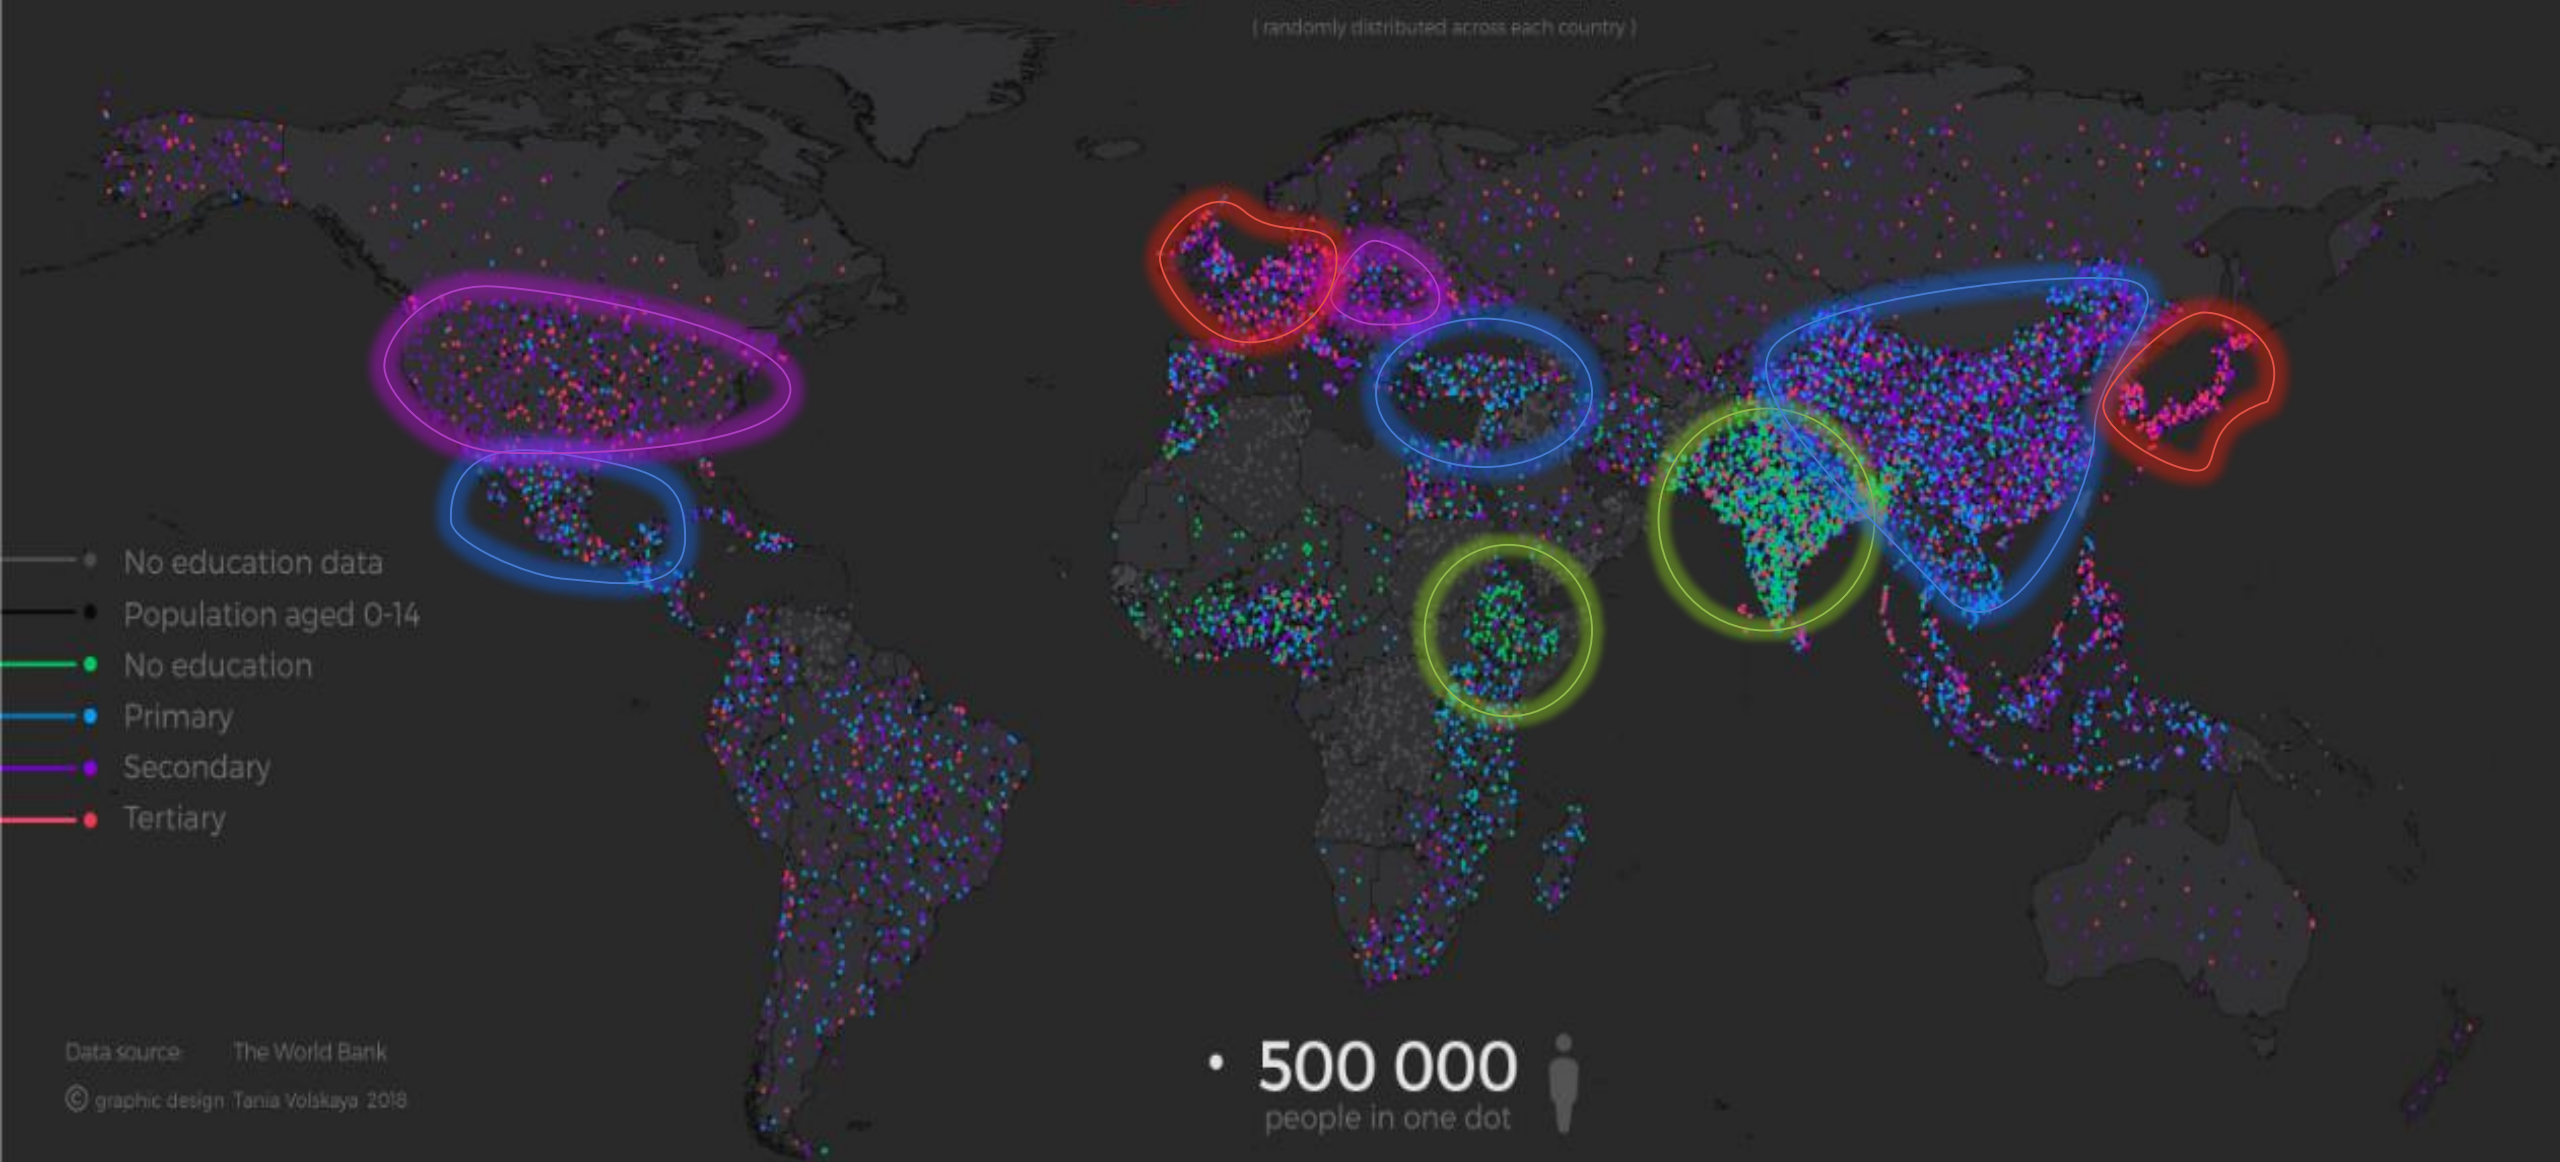 ( randomly distributed across each country )
No education data
Population aged 0-14
No education
Primary
Secondary
Tertiary
Data source: The World Bank
© graphic design Tania Volskaya 2018
500 000
people in one dot